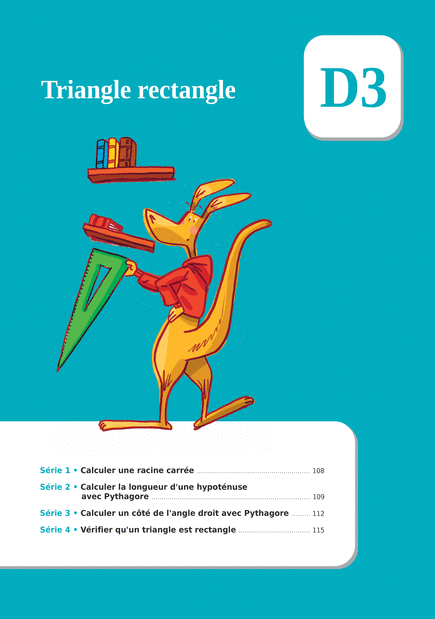 D3
Triangle rectangle
Série 1 • Calculer une racine carrée ........ 108
Série 2 • Calculer la longueur d'une hypoténuse
avec Pythagore ........ 109
Série 3 • Calculer un côté de l'angle droit avec Pythagore ........ 112
Série 4 • Vérifier qu'un triangle est rectangle ........ 115